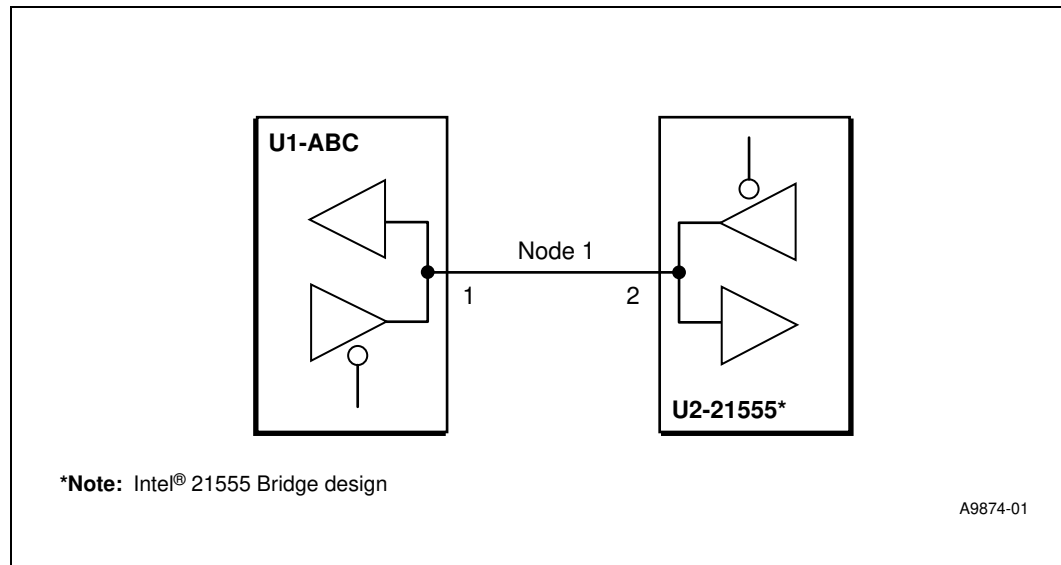 U1-ABC
Node 1
1
2
U2-21555*
*Note: Intel® 21555 Bridge design
A9874-01